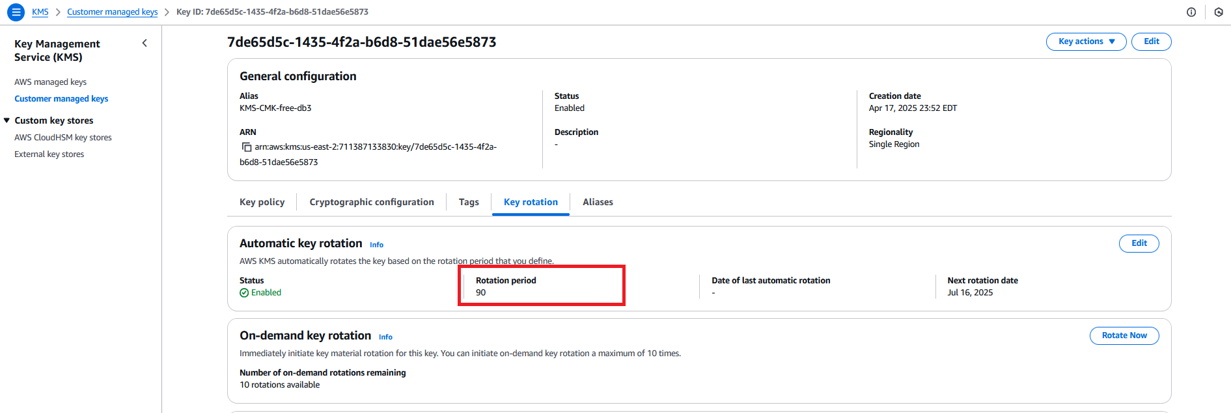 KMS > Customer managed keys > Key ID: 7de65d5c-1435-4f2a-b6d8-51dae56e5873
Key Management
Service (KMS)
AWS managed keys
Customer managed keys
Custom key stores
AWS CloudHSM key stores
External key stores
7de65d5c-1435-4f2a-b6d8-51dae56e5873
Key actions
Edit
General configuration
Alias
KMS-CMK-free-db3
ARN
arn:aws:kms:us-east-2:711387133830:key/7de65d5c-1435-4f2a-
b6d8-51dae56e5873
Status
Enabled
Description
-
Creation date
Apr 17, 2025 23:52 EDT
Regionality
Single Region
Key policy
Cryptographic configuration
Tags
Key rotation
Aliases
Automatic key rotation Info
Edit
AWS KMS automatically rotates the key based on the rotation period that you define.
Status
Enabled
Rotation period
90
Date of last automatic rotation
-
Next rotation date
Jul 16, 2025
On-demand key rotation Info
Rotate Now
Immediately initiate key material rotation for this key. You can initiate on-demand key rotation a maximum of 10 times.
Number of on-demand rotations remaining
10 rotations available